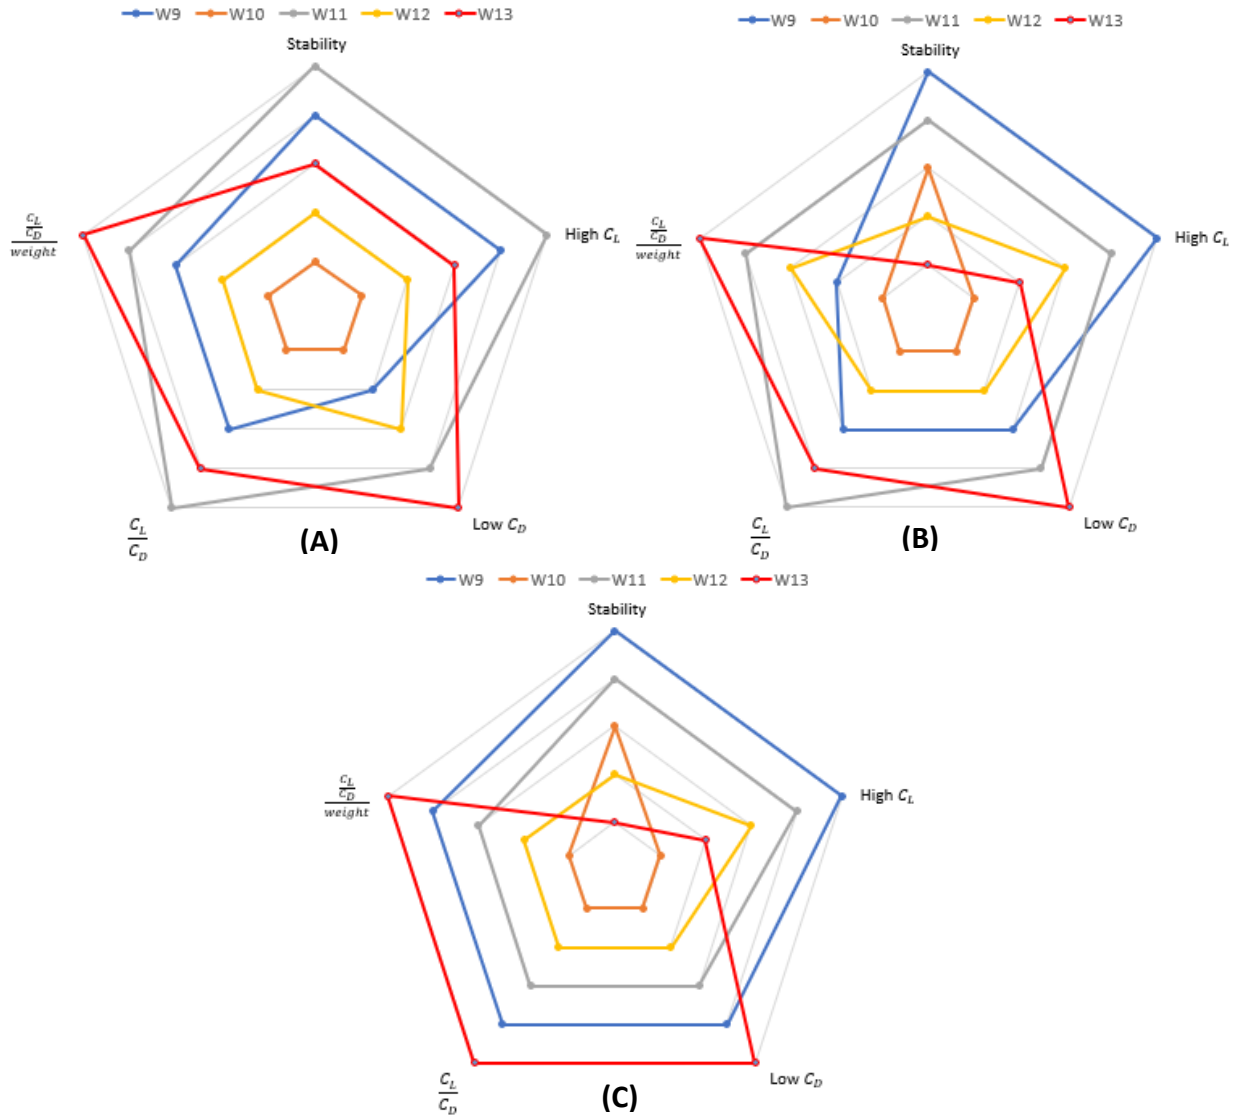 W9 W10 W11 W12 W13
Stability
High C_L
Low C_D
C_L
C_D
C_L
C_D
weight
(A)
W9 W10 W11 W12 W13
Stability
High C_L
Low C_D
C_L
C_D
C_L
C_D
weight
(B)
W9 W10 W11 W12 W13
Stability
High C_L
Low C_D
C_L
C_D
C_L
C_D
weight
(C)